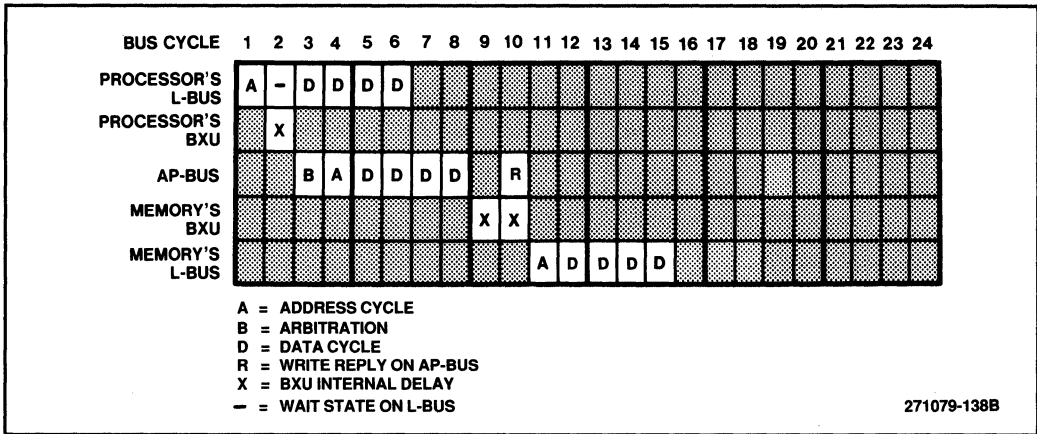 BUS CYCLE 1 2 3 4 5 6 7 8 9 10 11 12 13 14 15 16 17 18 19 20 21 22 23 24
PROCESSOR'S
L-BUS A – D D D D
PROCESSOR'S
BXU X
AP-BUS B A D D D D R
MEMORY'S
BXU X X
MEMORY'S
L-BUS A D D D D
A = ADDRESS CYCLE
B = ARBITRATION
D = DATA CYCLE
R = WRITE REPLY ON AP-BUS
X = BXU INTERNAL DELAY
– = WAIT STATE ON L-BUS
271079-138B